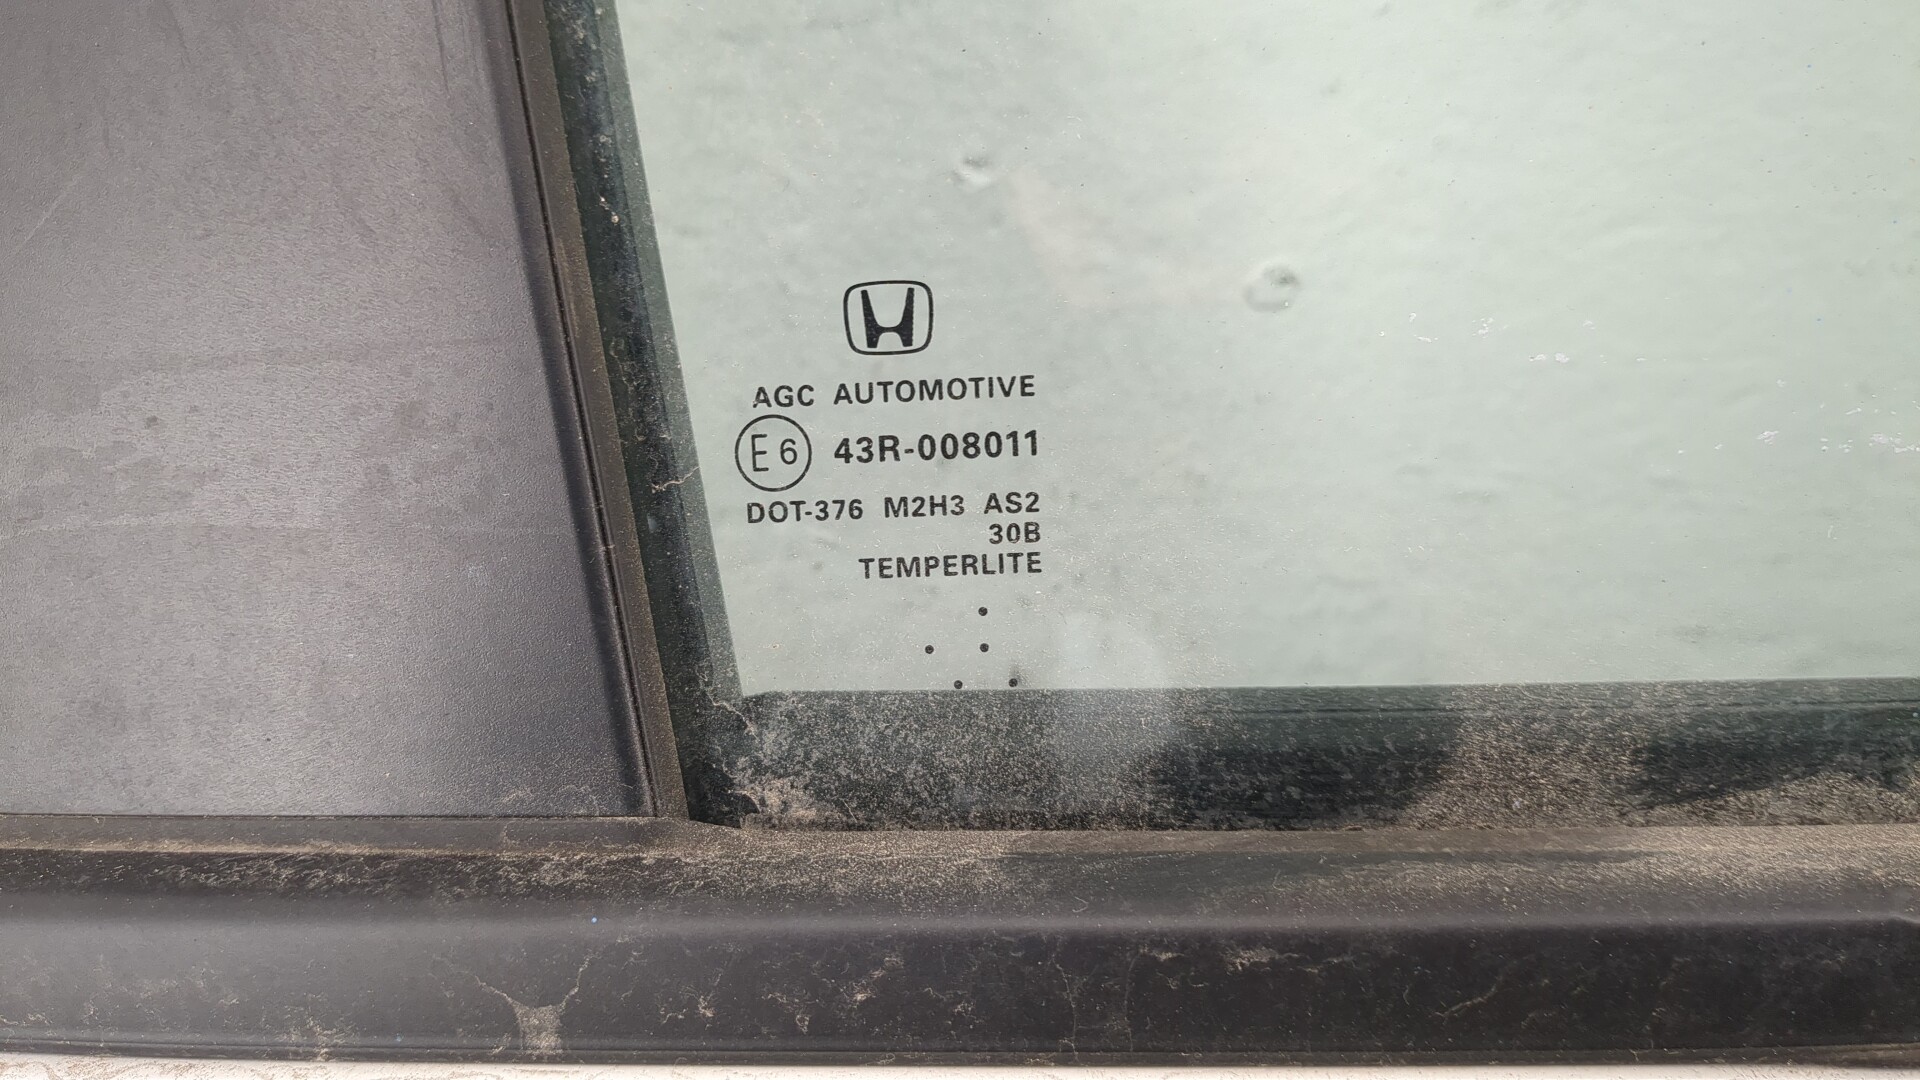 AGC AUTOMOTIVE
E6 43R-008011
DOT-376 M2H3 AS2
30B
TEMPERLITE